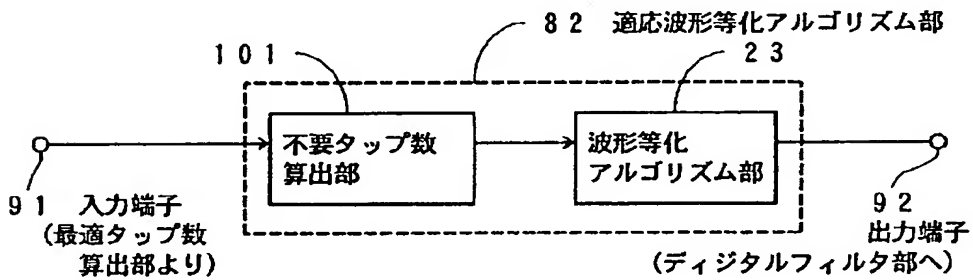 ８２　適応波形等化アルゴリズム部
１０１
２３
不要タップ数
算出部
波形等化
アルゴリズム部
９１　入力端子
(最適タップ数
算出部より)
９２
出力端子
(ディジタルフィルタ部へ)